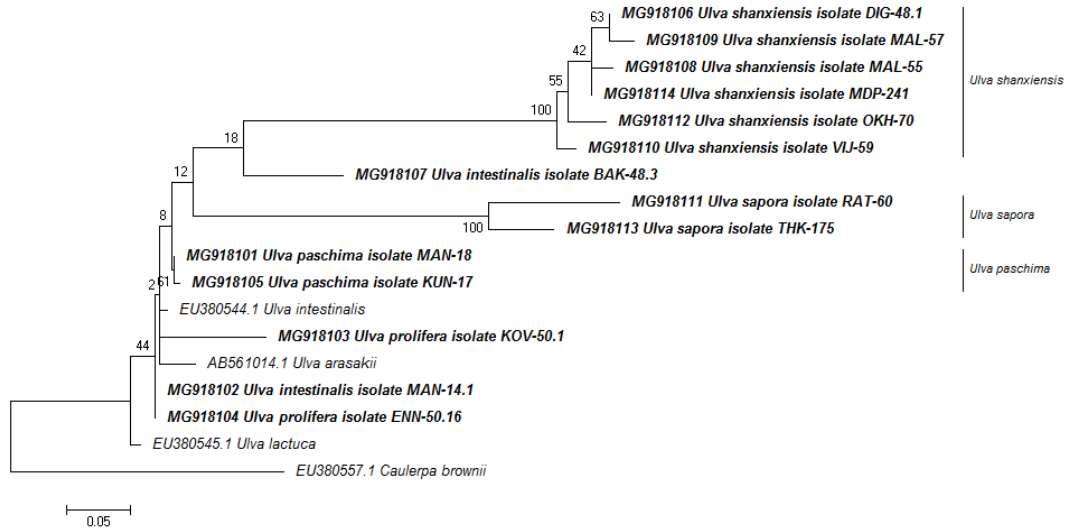 63
MG918106 Ulva shanxiensis isolate DIG-48.1
MG918109 Ulva shanxiensis isolate MAL-57
42
MG918108 Ulva shanxiensis isolate MAL-55
Ulva shanxiensis
55
MG918114 Ulva shanxiensis isolate MDP-241
100
MG918112 Ulva shanxiensis isolate OKH-70
18
MG918110 Ulva shanxiensis isolate VIJ-59
12
MG918107 Ulva intestinalis isolate BAK-48.3
MG918111 Ulva sapora isolate RAT-60
8
Ulva sapora
100
MG918113 Ulva sapora isolate THK-175
MG918101 Ulva paschima isolate MAN-18
Ulva paschima
2
61
MG918105 Ulva paschima isolate KUN-17
EU380544.1 Ulva intestinalis
MG918103 Ulva prolifera isolate KOV-50.1
44
AB561014.1 Ulva arasakii
MG918102 Ulva intestinalis isolate MAN-14.1
MG918104 Ulva prolifera isolate ENN-50.16
EU380545.1 Ulva lactuca
EU380557.1 Caulerpa brownii
0.05